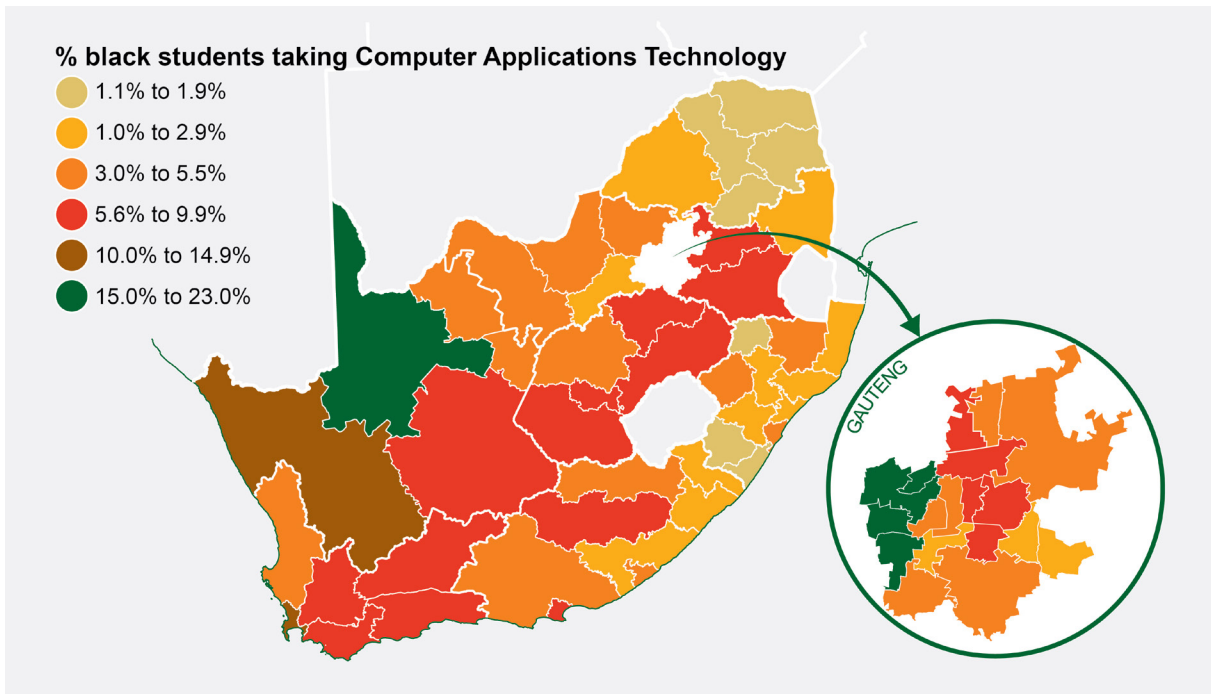 % black students taking Computer Applications Technology
1.1% to 1.9%
1.0% to 2.9%
3.0% to 5.5%
5.6% to 9.9%
10.0% to 14.9%
15.0% to 23.0%
GAUTENG